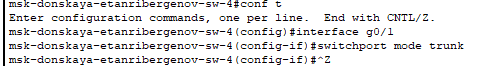 msk-donskaya-etanribergenov-sw-4#conf t
Enter configuration commands, one per line.  End with CNTL/Z.
msk-donskaya-etanribergenov-sw-4(config)#interface g0/1
msk-donskaya-etanribergenov-sw-4(config-if)#switchport mode trunk
msk-donskaya-etanribergenov-sw-4(config-if)#^Z